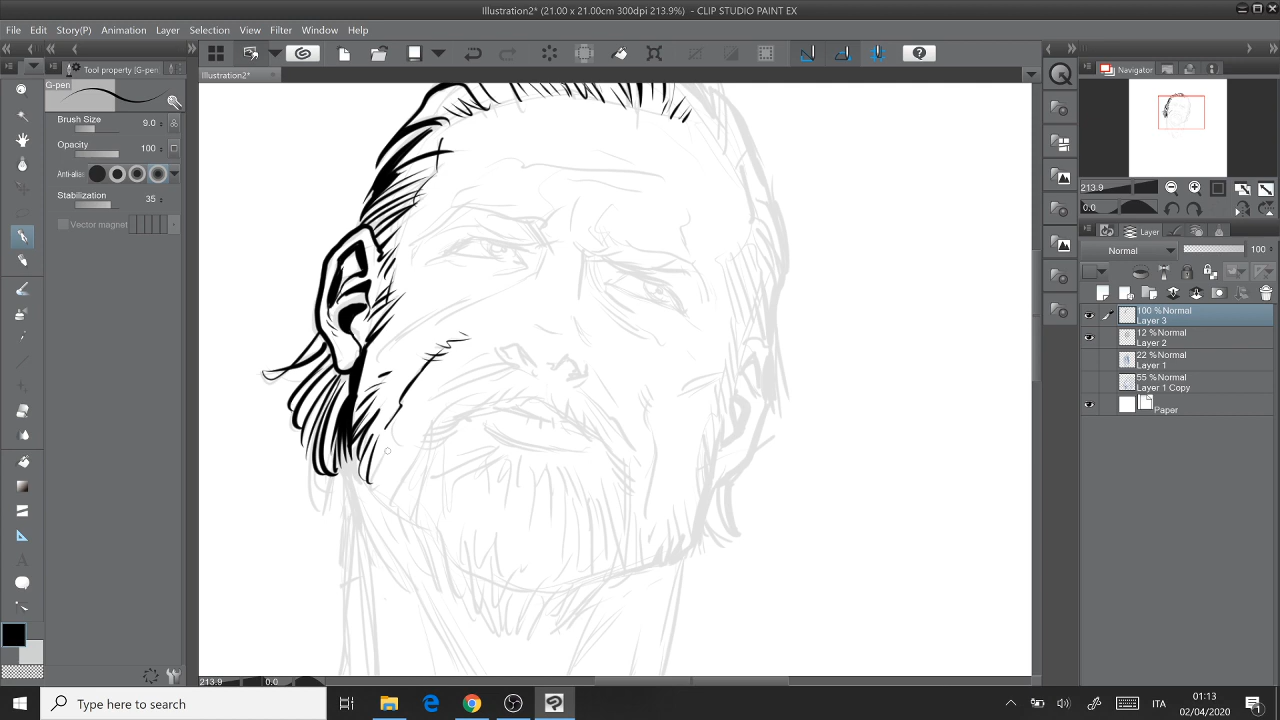 Illustration2* (21.00 x 21.00cm 300dpi 213.9%) - CLIP STUDIO PAINT EX
File Edit Story(P) Animation Layer Selection View Filter Window Help
Illustration2*
Tool property [G-pen]
G-pen
Brush Size 9.0
Opacity 100
Anti-alias
Stabilization 35
Vector magnet
Navigator
213.9
0.0
Layer
Normal 100
100 %Normal
Layer 3
12 %Normal
Layer 2
22 %Normal
Layer 1
55 %Normal
Layer 1 Copy
Paper
213.9 0.0
Type here to search
ITA
01:13
02/04/2020
1